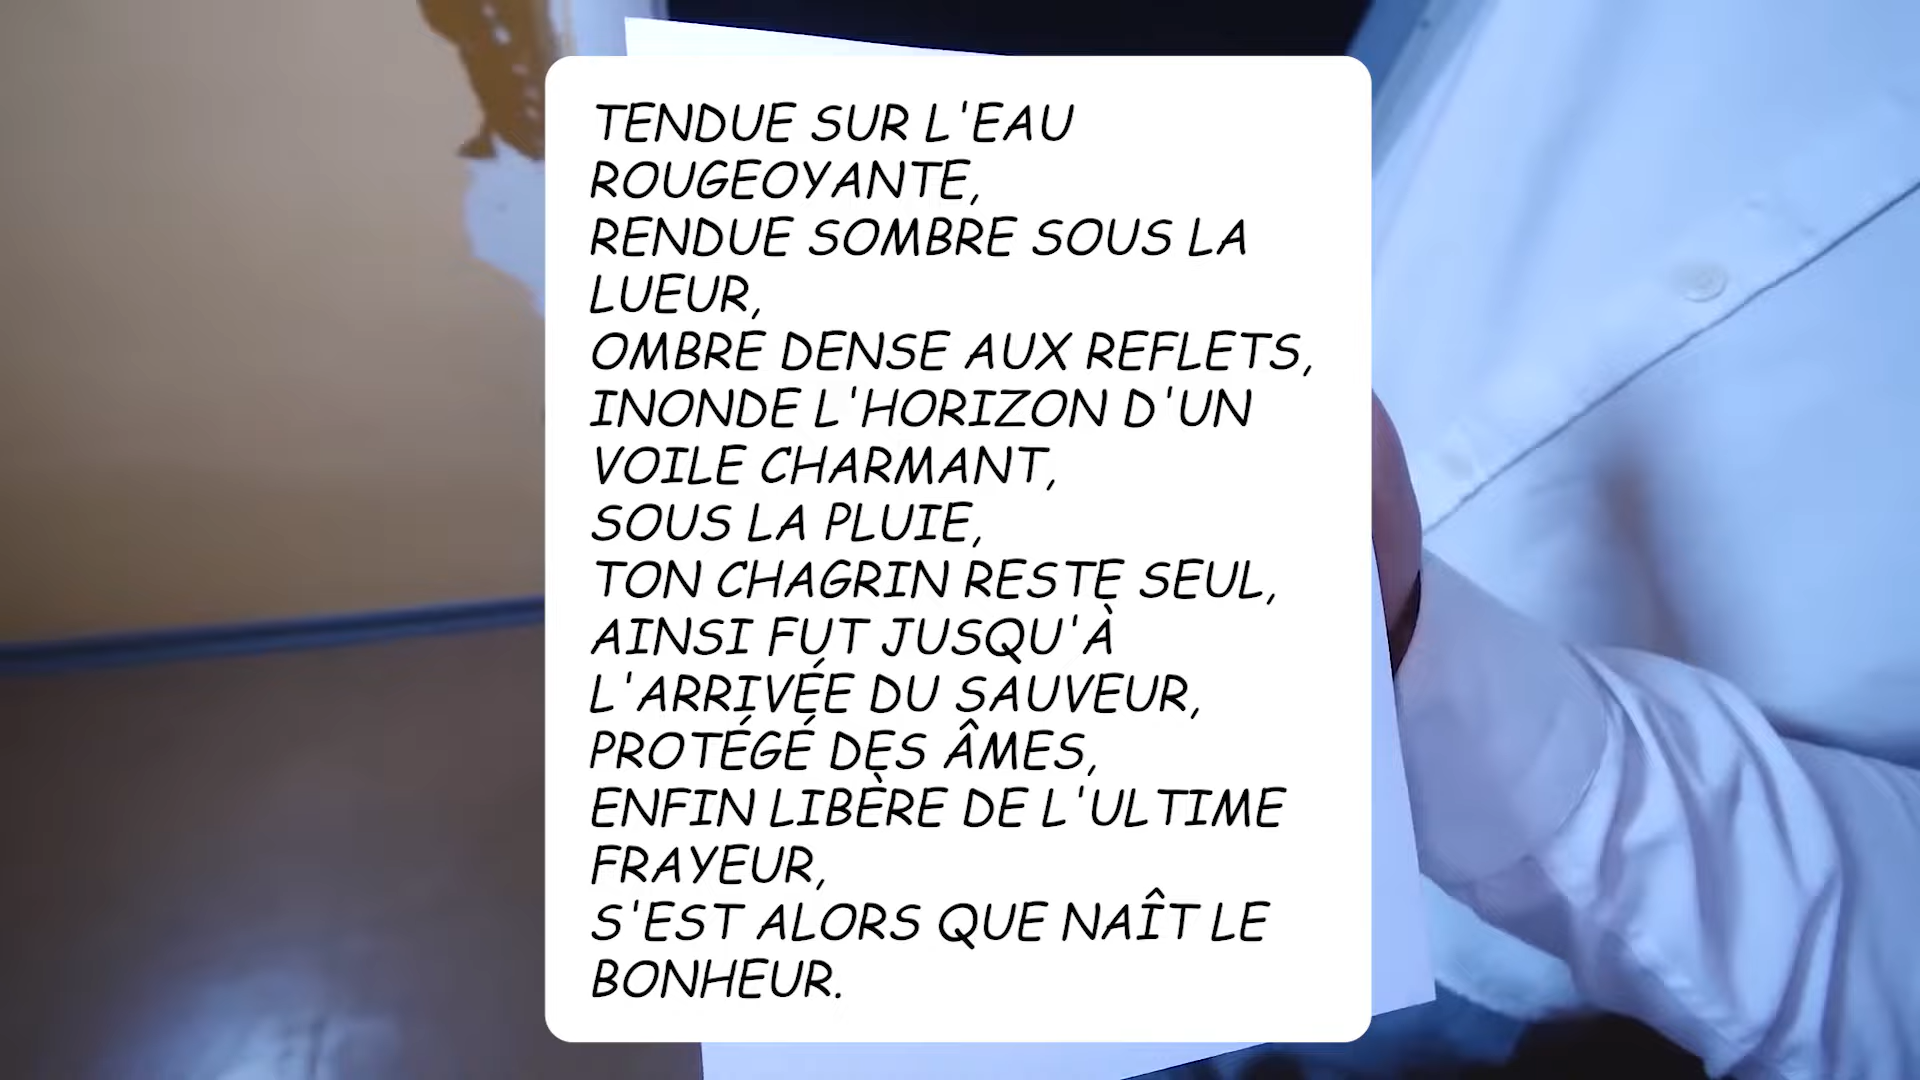 TENDUE SUR L'EAU
ROUGEOYANTE,
RENDUE SOMBRE SOUS LA
LUEUR,
OMBRE DENSE AUX REFLETS,
INONDE L'HORIZON D'UN
VOILE CHARMANT,
SOUS LA PLUIE,
TON CHAGRIN RESTE SEUL,
AINSI FUT JUSQU'À
L'ARRIVÉE DU SAUVEUR,
PROTÉGÉ DES ÂMES,
ENFIN LIBÈRE DE L'ULTIME
FRAYEUR,
S'EST ALORS QUE NAÎT LE
BONHEUR.